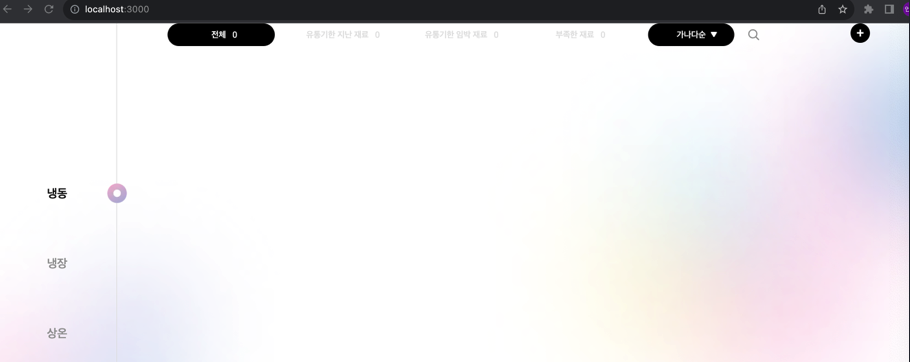 localhost:3000
전체 0 유통기한 지난 재료 0 유통기한 임박 재료 0 부족한 재료 0 가나다순 ▼ +
냉동
냉장
상온